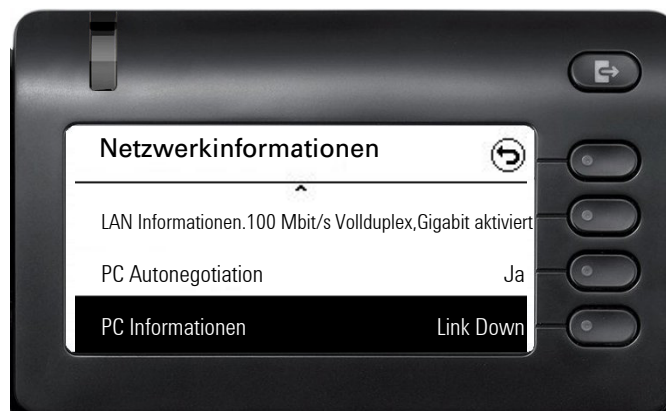 Netzwerkinformationen
LAN Informationen.100 Mbit/s Vollduplex,Gigabit aktiviert
PC Autonegotiation Ja
PC Informationen Link Down